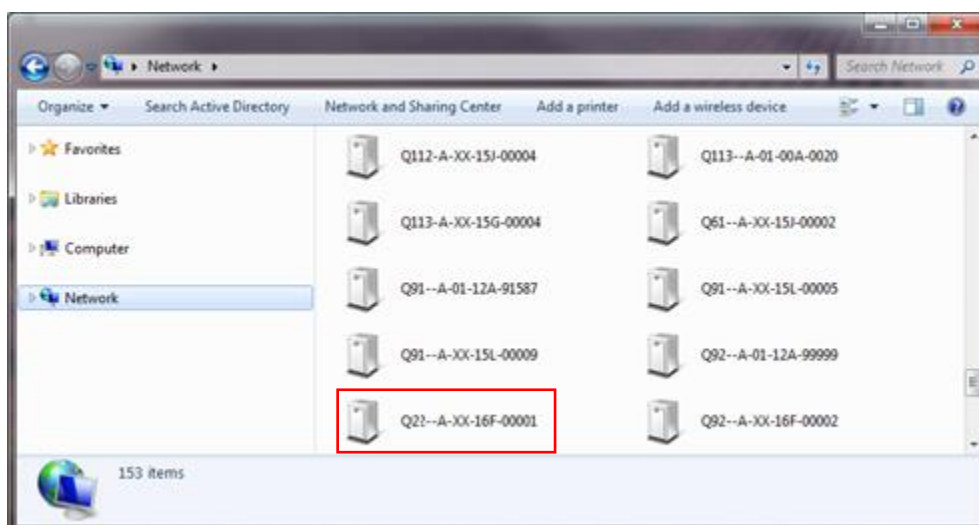 Network
Search Network
Organize
Search Active Directory
Network and Sharing Center
Add a printer
Add a wireless device
Favorites
Libraries
Computer
Network
Q112-A-XX-15J-00004
Q113--A-01-00A-0020
Q113-A-XX-15G-00004
Q61--A-XX-15J-00002
Q91--A-01-12A-91587
Q91--A-XX-15L-00005
Q91--A-XX-15L-00009
Q92--A-01-12A-99999
Q2?--A-XX-16F-00001
Q92--A-XX-16F-00002
153 items